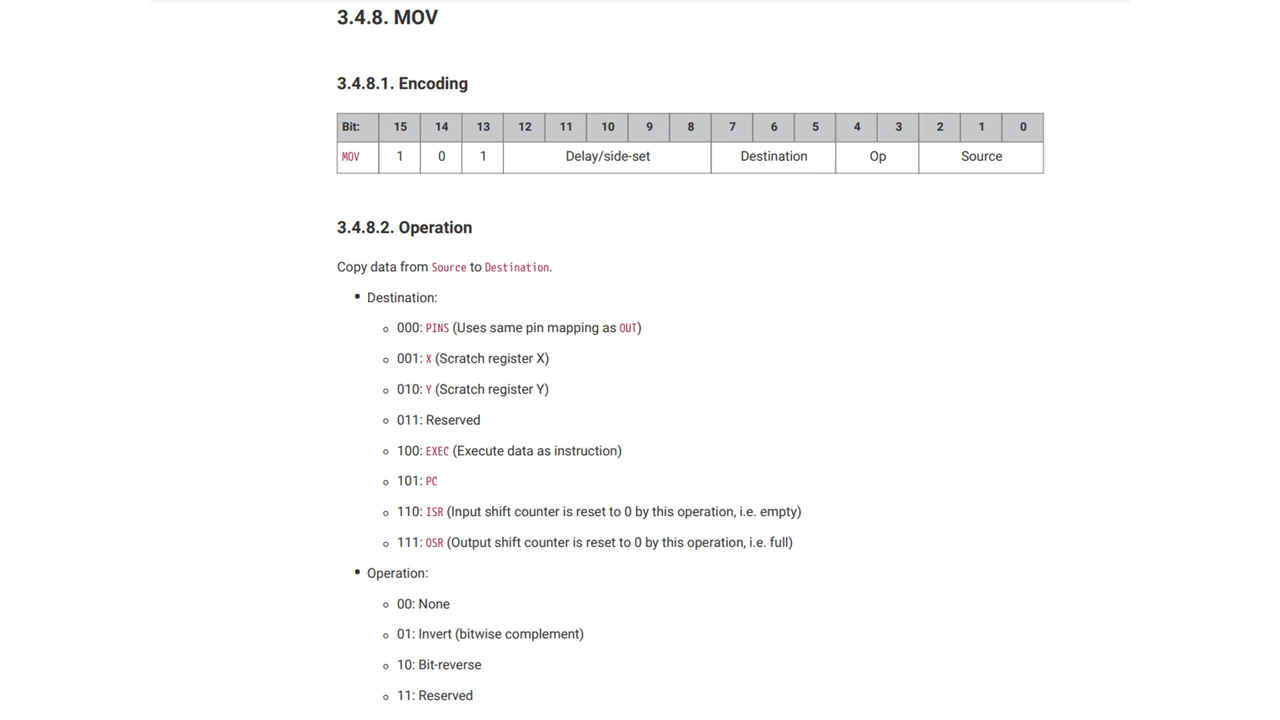 3.4.8. MOV
3.4.8.1. Encoding
Bit: 15 14 13 12 11 10 9 8 7 6 5 4 3 2 1 0
MOV 1 0 1 Delay/side-set Destination Op Source
3.4.8.2. Operation
Copy data from Source to Destination.
• Destination:
◦ 000: PINS (Uses same pin mapping as OUT)
◦ 001: X (Scratch register X)
◦ 010: Y (Scratch register Y)
◦ 011: Reserved
◦ 100: EXEC (Execute data as instruction)
◦ 101: PC
◦ 110: ISR (Input shift counter is reset to 0 by this operation, i.e. empty)
◦ 111: OSR (Output shift counter is reset to 0 by this operation, i.e. full)
• Operation:
◦ 00: None
◦ 01: Invert (bitwise complement)
◦ 10: Bit-reverse
◦ 11: Reserved